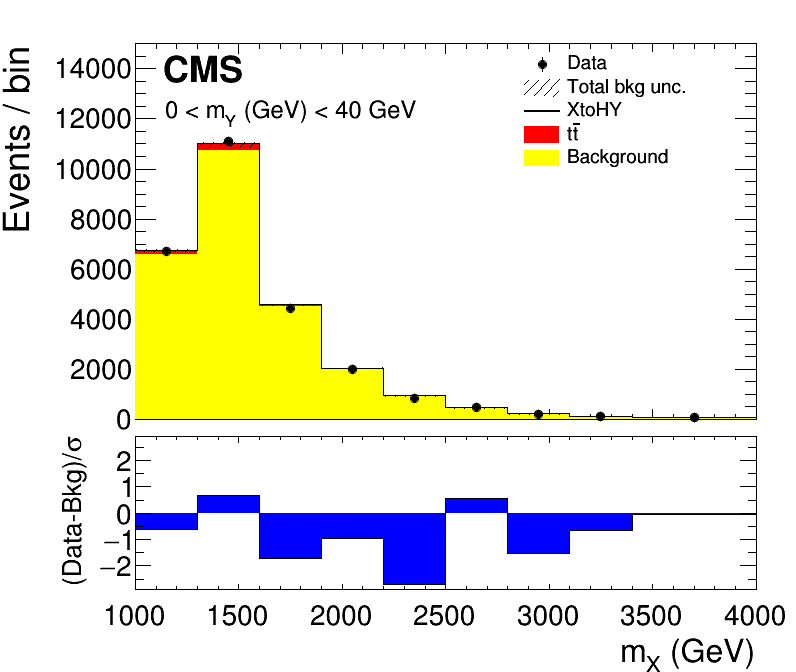 Events / bin
14000
12000
10000
8000
6000
4000
2000
0
CMS
0 < m_Y (GeV) < 40 GeV
Data
Total bkg unc.
XtoHY
tt̄
Background
(Data-Bkg)/σ
2
1
0
−1
−2
1000 1500 2000 2500 3000 3500 4000
m_X (GeV)